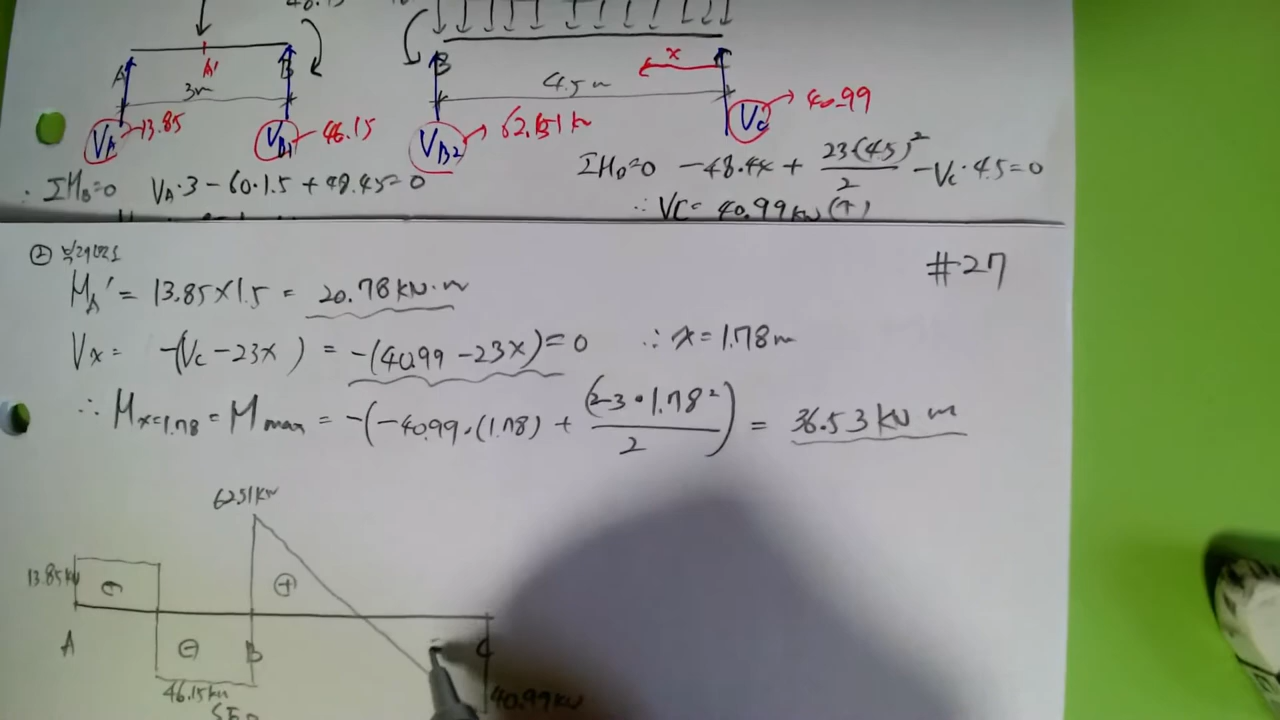 A A' B
3m
VA → 13.85
VB1 → 46.15
B x
4.5m
VB2 → 62.51 kN
VC → 40.99
∴ ΣMB=0 VA·3 - 60·1.5 + 48.45 = 0
ΣMB=0 -48.4x + 23(4.5)²/2 - Vc·4.5 = 0
∴ VC = 40.99kN (↑)
②
#27
MA' = 13.85×1.5 = 20.78 kN·m
Vx = -(Vc - 23x) = -(40.99 - 23x) = 0 ∴ x = 1.78m
∴ Mx=1.78 = Mmax = -(-40.99·(1.78) + (23·1.78²)/2) = 36.53 kN m
62.51kN
13.85kN
⊕
A ⊖ B C
46.15kN 40.99kN
S.F.D